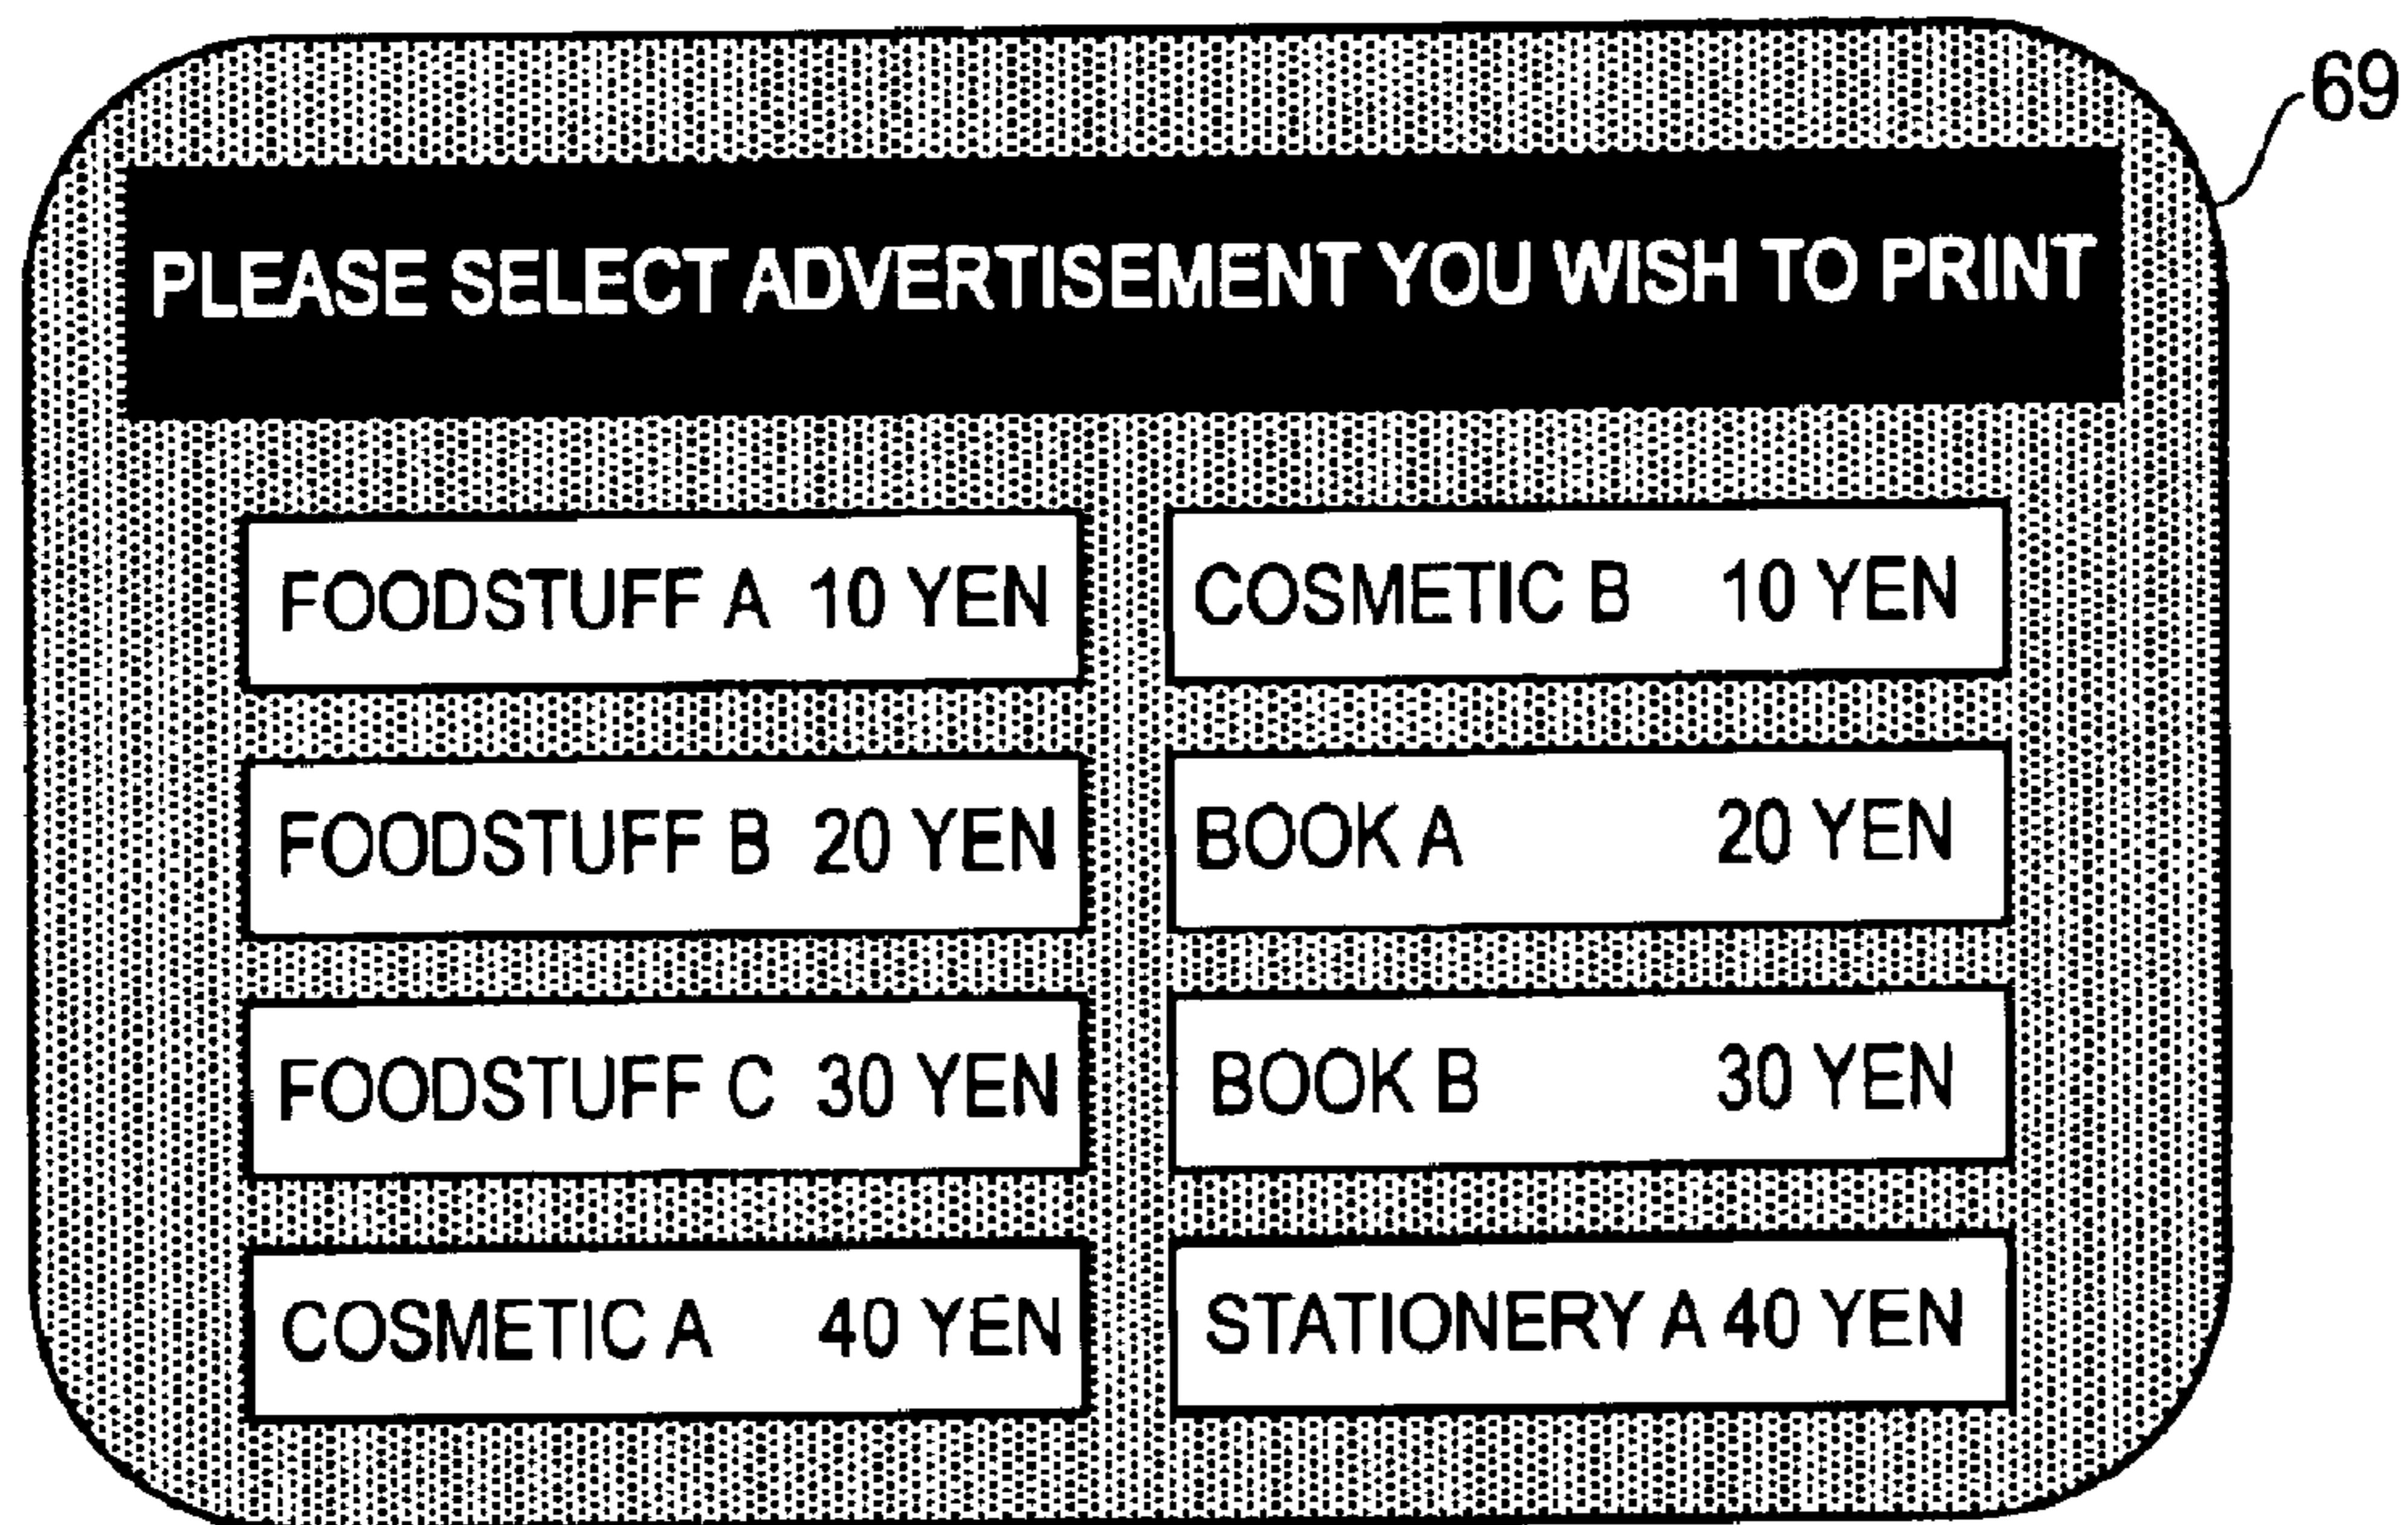 69
PLEASE SELECT ADVERTISEMENT YOU WISH TO PRINT
FOODSTUFF A 10 YEN
COSMETIC B 10 YEN
FOODSTUFF B 20 YEN
BOOK A 20 YEN
FOODSTUFF C 30 YEN
BOOK B 30 YEN
COSMETIC A 40 YEN
STATIONERY A 40 YEN